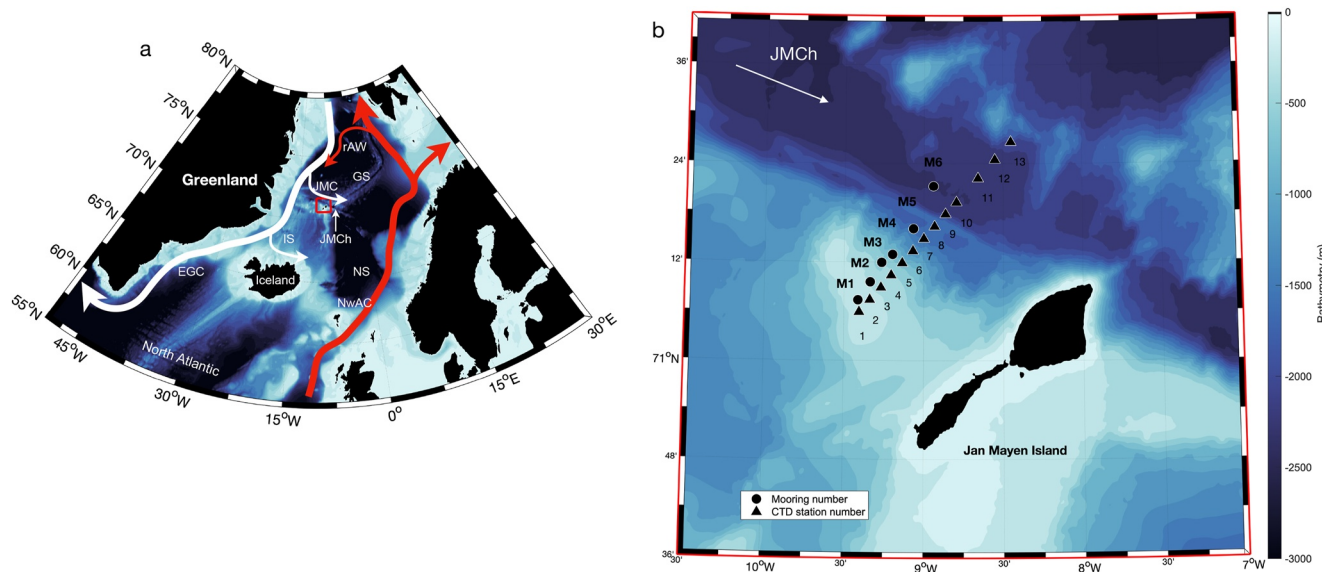 a
80°N
75°N
70°N
65°N
60°N
55°N
45°W
30°W
15°W
0°
15°E
30°E
Greenland
rAW
GS
JMC
JMCh
IS
Iceland
EGC
NS
NwAC
North Atlantic
b
JMCh
36'
24'
12'
71°N
48'
36'
30'
10°W
30'
9°W
30'
8°W
30'
7°W
M6
M5
M4
M3
M2
M1
13
12
11
10
9
8
7
6
5
4
3
2
1
Jan Mayen Island
Mooring number
CTD station number
0
-500
-1000
-1500
-2000
-2500
-3000
Bathymetry (m)